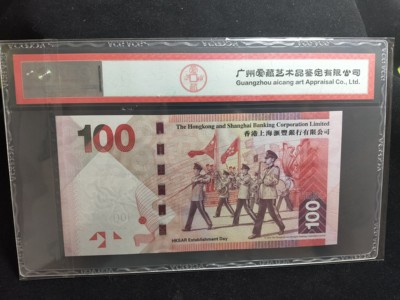 广州爱藏艺术品鉴定有限公司
Guangzhou aicang art Appraisal Co., Ltd.
100
The Hongkong and Shanghai Banking Corporation Limited
香港上海滙豐銀行有限公司
100
HKSAR Establishment Day